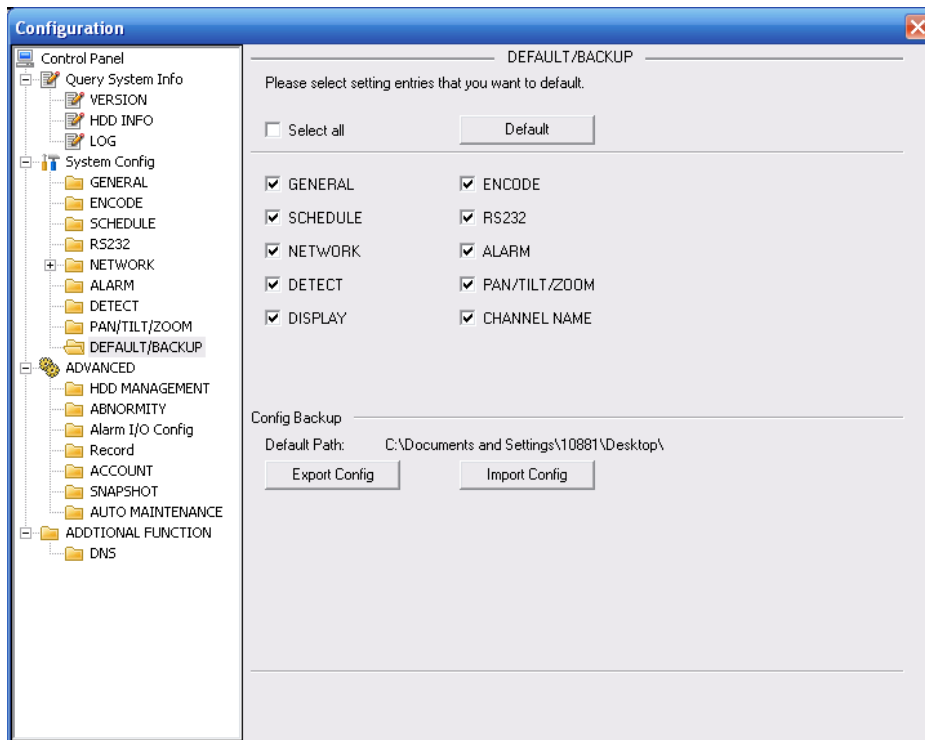 Configuration
Control Panel
Query System Info
VERSION
HDD INFO
LOG
System Config
GENERAL
ENCODE
SCHEDULE
RS232
NETWORK
ALARM
DETECT
PAN/TILT/ZOOM
DEFAULT/BACKUP
ADVANCED
HDD MANAGEMENT
ABNORMITY
Alarm I/O Config
Record
ACCOUNT
SNAPSHOT
AUTO MAINTENANCE
ADDTIONAL FUNCTION
DNS
DEFAULT/BACKUP
Please select setting entries that you want to default.
Select all Default
GENERAL ENCODE
SCHEDULE RS232
NETWORK ALARM
DETECT PAN/TILT/ZOOM
DISPLAY CHANNEL NAME
Config Backup
Default Path: C:\Documents and Settings\10881\Desktop\
Export Config Import Config